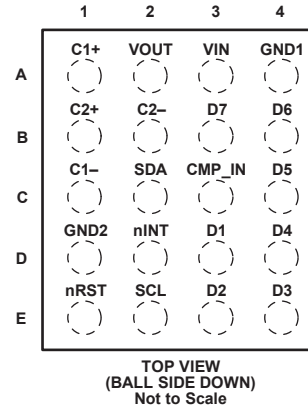 1 2 3 4
C1+ VOUT VIN GND1
A
C2+ C2– D7 D6
B
C1– SDA CMP_IN D5
C
GND2 nINT D1 D4
D
nRST SCL D2 D3
E
TOP VIEW
(BALL SIDE DOWN)
Not to Scale